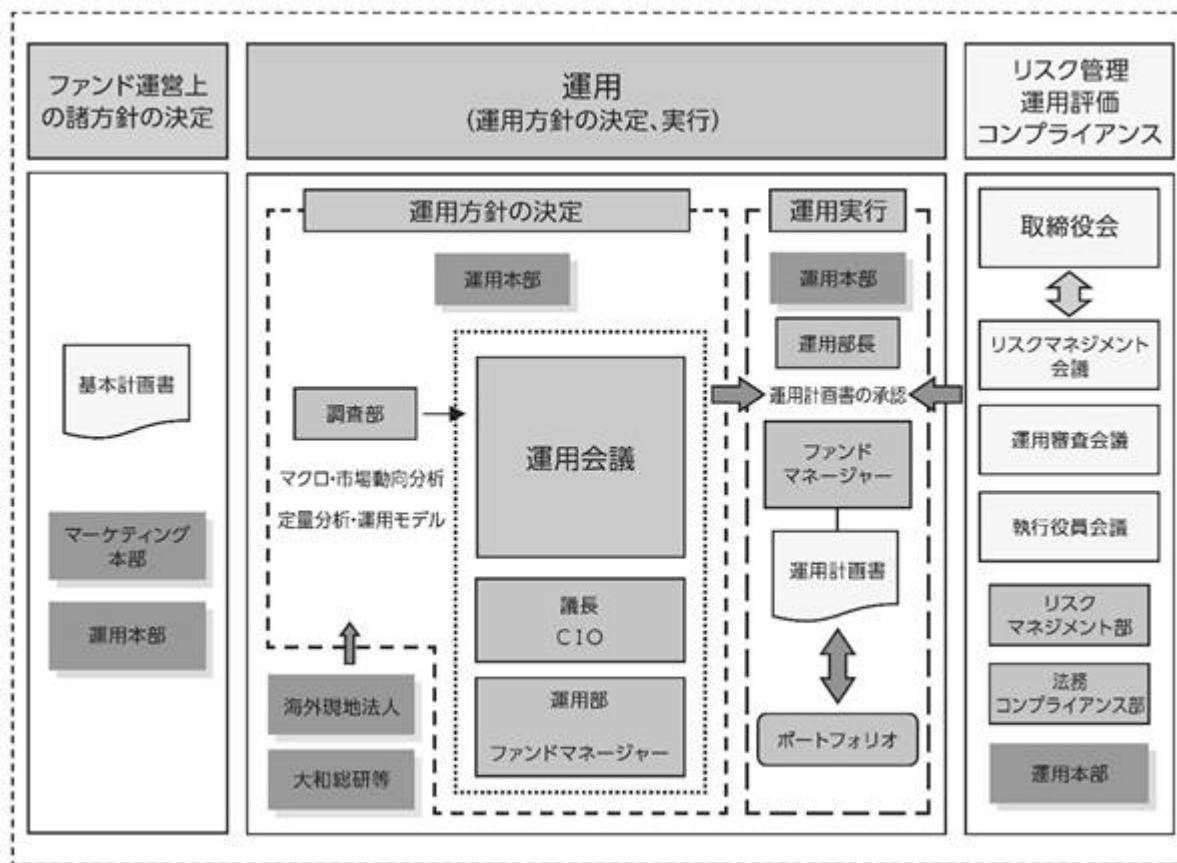 ファンド運営上
の諸方針の決定
運用
(運用方針の決定、実行)
リスク管理
運用評価
コンプライアンス
基本計画書
マーケティング
本部
運用本部
運用方針の決定
運用本部
調査部
マクロ・市場動向分析
定量分析・運用モデル
運用会議
議長
CIO
運用部
ファンドマネージャー
海外現地法人
大和総研等
運用実行
運用本部
運用部長
運用計画書の承認
ファンド
マネージャー
運用計画書
ポートフォリオ
取締役会
リスクマネジメント
会議
運用審査会議
執行役員会議
リスク
マネジメント部
法務
コンプライアンス部
運用本部